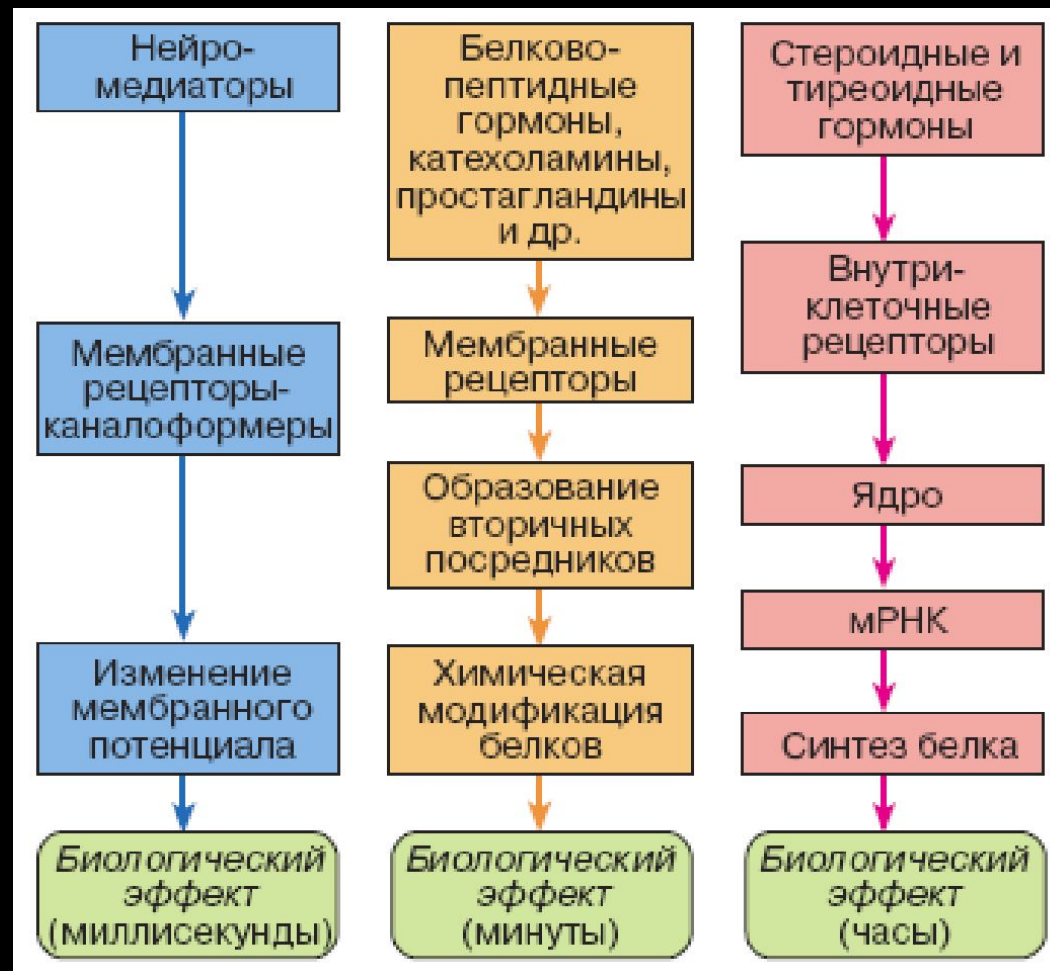 Нейро-
медиаторы
Мембранные
рецепторы-
каналоформеры
Изменение
мембранного
потенциала
Биологический
эффект
(миллисекунды)
Белково-
пептидные
гормоны,
катехоламины,
простагландины
и др.
Мембранные
рецепторы
Образование
вторичных
посредников
Химическая
модификация
белков
Биологический
эффект
(минуты)
Стероидные и
тиреоидные
гормоны
Внутри-
клеточные
рецепторы
Ядро
мРНК
Синтез белка
Биологический
эффект
(часы)